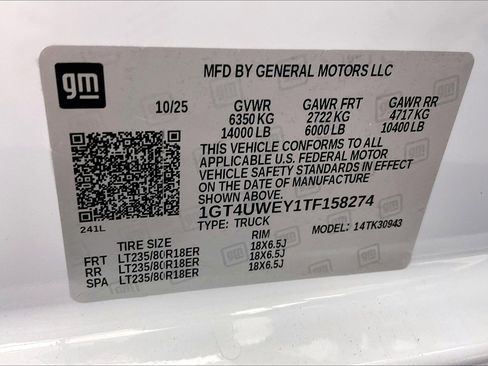 gm
MFD BY GENERAL MOTORS LLC
10/25 GVWR GAWR FRT GAWR RR
6350 KG 2722 KG 4717 KG
14000 LB 6000 LB 10400 LB
THIS VEHICLE CONFORMS TO ALL
APPLICABLE U.S. FEDERAL MOTOR
VEHICLE SAFETY STANDARDS IN EFFECT
ON THE DATE OF MANUFACTURE
SHOWN ABOVE.
1GT4UWEY1TF158274
TYPE: TRUCK MODEL: 14TK30943
241L
TIRE SIZE RIM
FRT LT235/80R18ER 18X6.5J
RR LT235/80R18ER 18X6.5J
SPA LT235/80R18ER 18X6.5J